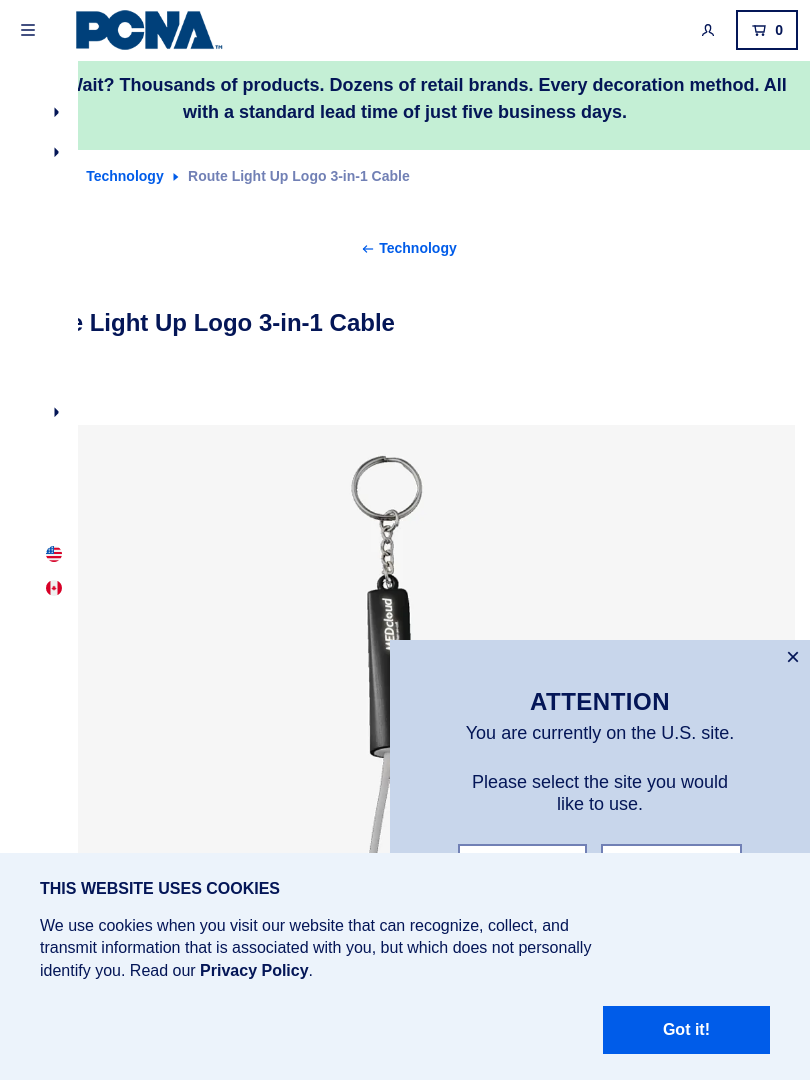 PCNA™
0
Wait? Thousands of products. Dozens of retail brands. Every decoration method. All
with a standard lead time of just five business days.
Technology
Route Light Up Logo 3-in-1 Cable
Technology
Light Up Logo 3-in-1 Cable
ATTENTION
You are currently on the U.S. site.
Please select the site you would
like to use.
THIS WEBSITE USES COOKIES
We use cookies when you visit our website that can recognize, collect, and
transmit information that is associated with you, but which does not personally
identify you. Read our Privacy Policy.
Got it!